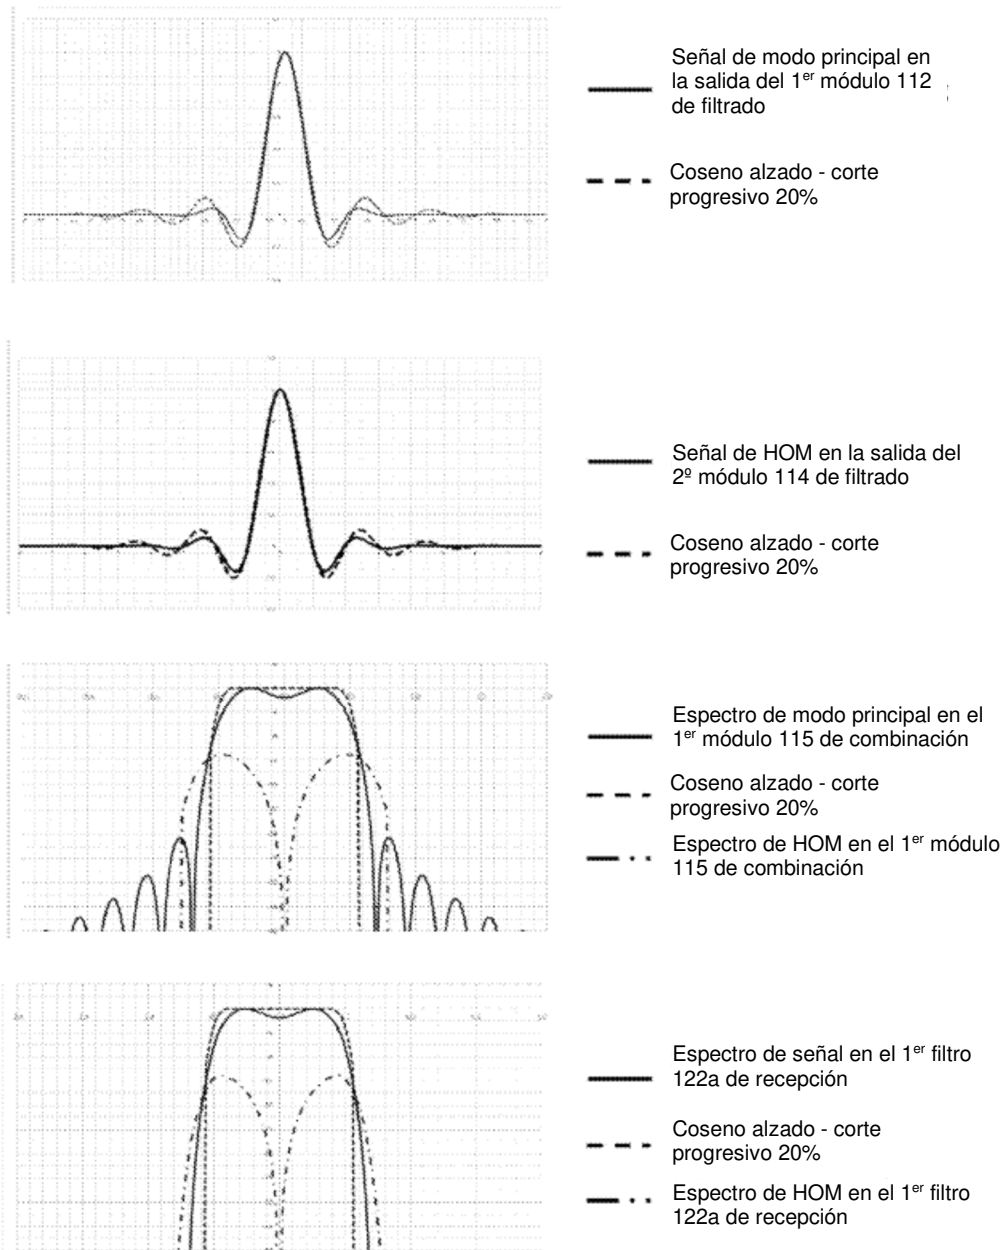 Señal de modo principal en
la salida del 1er módulo 112
de filtrado
Coseno alzado - corte
progresivo 20%
Señal de HOM en la salida del
2º módulo 114 de filtrado
Coseno alzado - corte
progresivo 20%
Espectro de modo principal en el
1er módulo 115 de combinación
Coseno alzado - corte
progresivo 20%
Espectro de HOM en el 1er módulo
115 de combinación
Espectro de señal en el 1er filtro
122a de recepción
Coseno alzado - corte
progresivo 20%
Espectro de HOM en el 1er filtro
122a de recepción